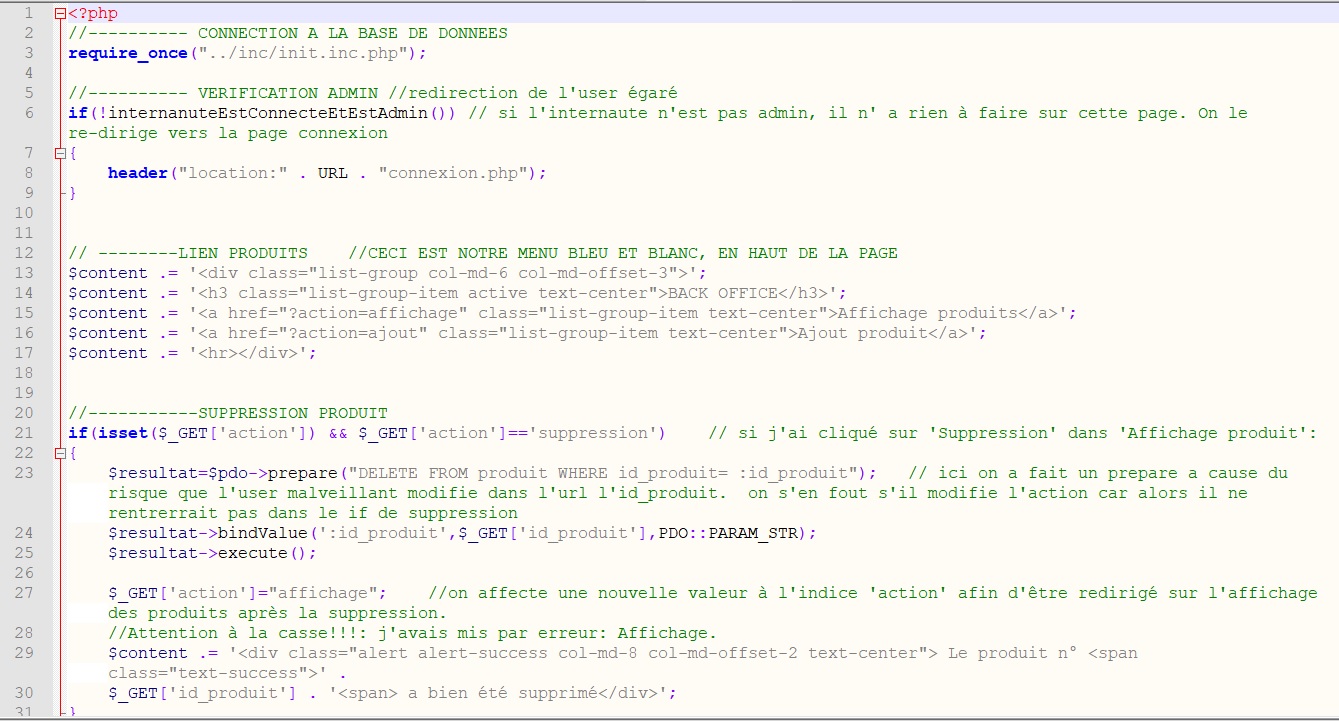 1 <?php
2 //---------- CONNECTION A LA BASE DE DONNEES
3 require_once("../inc/init.inc.php");
4
5 //---------- VERIFICATION ADMIN //redirection de l'user égaré
6 if(!internanuteEstConnecteEtEstAdmin()) // si l'internaute n'est pas admin, il n' a rien à faire sur cette page. On le
re-dirige vers la page connexion
7 {
8 header("location:" . URL . "connexion.php");
9 }
10
11
12 // --------LIEN PRODUITS //CECI EST NOTRE MENU BLEU ET BLANC, EN HAUT DE LA PAGE
13 $content .= '<div class="list-group col-md-6 col-md-offset-3">';
14 $content .= '<h3 class="list-group-item active text-center">BACK OFFICE</h3>';
15 $content .= '<a href="?action=affichage" class="list-group-item text-center">Affichage produits</a>';
16 $content .= '<a href="?action=ajout" class="list-group-item text-center">Ajout produit</a>';
17 $content .= '<hr></div>';
18
19
20 //-----------SUPPRESSION PRODUIT
21 if(isset($_GET['action']) && $_GET['action']=='suppression') // si j'ai cliqué sur 'Suppression' dans 'Affichage produit':
22 {
23 $resultat=$pdo->prepare("DELETE FROM produit WHERE id_produit= :id_produit"); // ici on a fait un prepare a cause du
risque que l'user malveillant modifie dans l'url l'id_produit. on s'en fout s'il modifie l'action car alors il ne
rentrerrait pas dans le if de suppression
24 $resultat->bindValue(':id_produit',$_GET['id_produit'],PDO::PARAM_STR);
25 $resultat->execute();
26
27 $_GET['action']="affichage"; //on affecte une nouvelle valeur à l'indice 'action' afin d'être redirigé sur l'affichage
des produits après la suppression.
28 //Attention à la casse!!!: j'avais mis par erreur: Affichage.
29 $content .= '<div class="alert alert-success col-md-8 col-md-offset-2 text-center"> Le produit n° <span
class="text-success">' .
30 $_GET['id_produit'] . '<span> a bien été supprimé</div>';
31 }